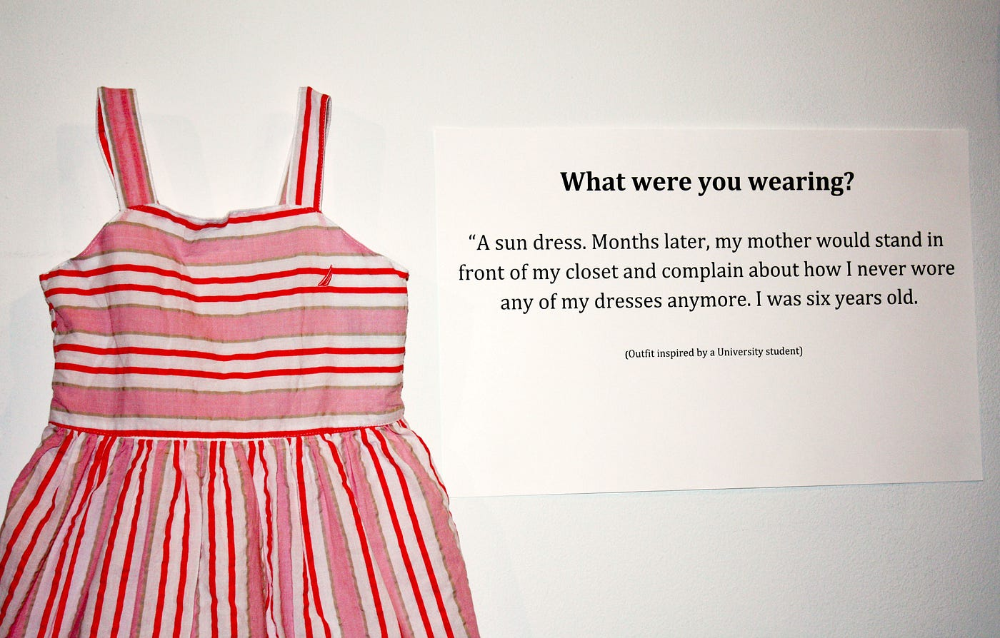 What were you wearing?
“A sun dress. Months later, my mother would stand in
front of my closet and complain about how I never wore
any of my dresses anymore. I was six years old.
(Outfit inspired by a University student)